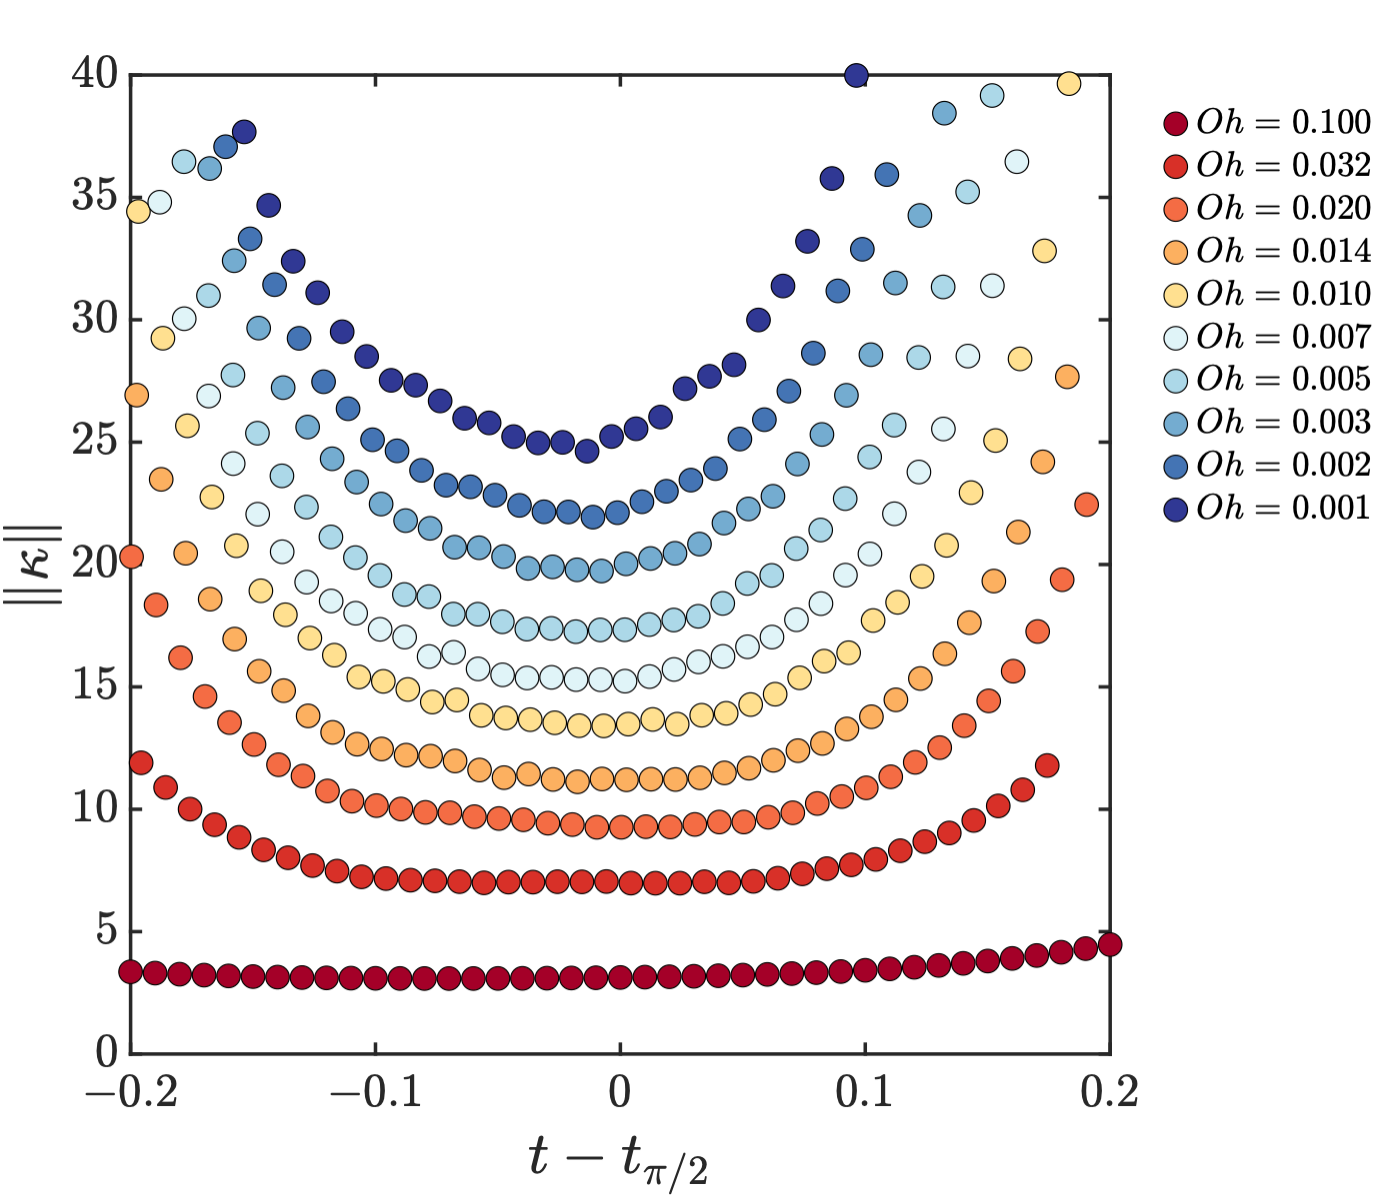 40
35
30
25
20
15
10
5
0
−0.2
−0.1
0
0.1
0.2
‖κ‖
t − t_{π/2}
Oh = 0.100
Oh = 0.032
Oh = 0.020
Oh = 0.014
Oh = 0.010
Oh = 0.007
Oh = 0.005
Oh = 0.003
Oh = 0.002
Oh = 0.001